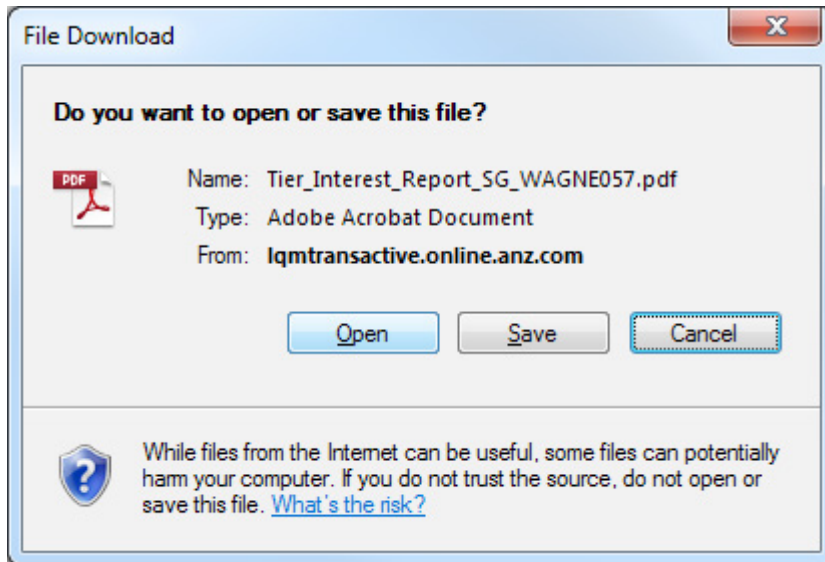 File Download
Do you want to open or save this file?
PDF
Name: Tier_Interest_Report_SG_WAGNE057.pdf
Type: Adobe Acrobat Document
From: lqmtransactive.online.anz.com
Open Save Cancel
While files from the Internet can be useful, some files can potentially
harm your computer. If you do not trust the source, do not open or
save this file. What's the risk?